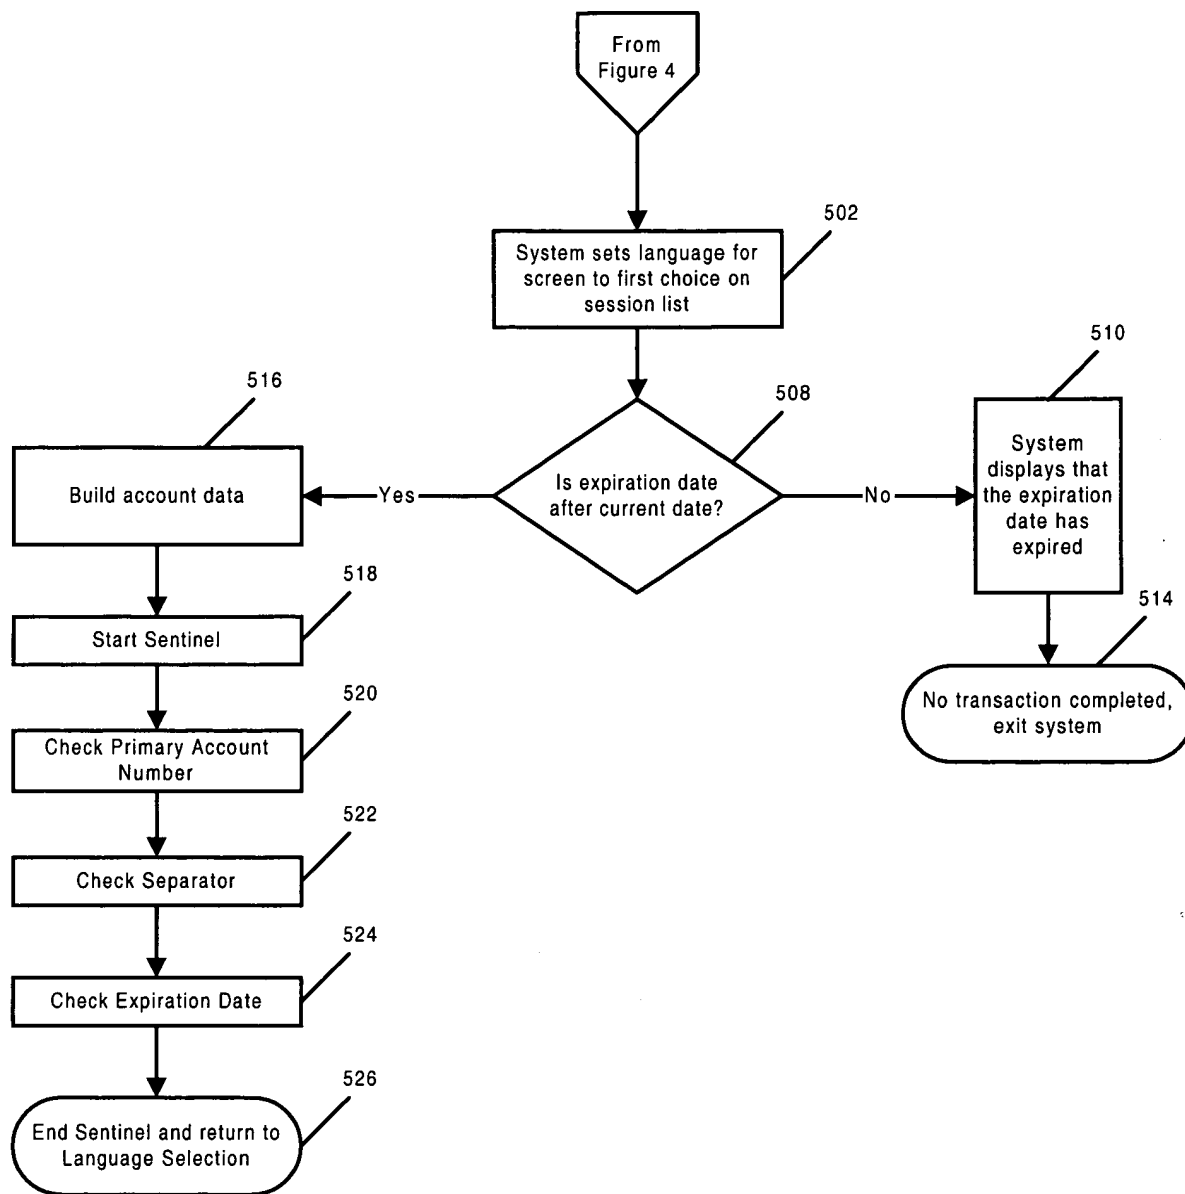 From
Figure 4
502
System sets language for
screen to first choice on
session list
510
516
508
System
displays that
the expiration
date has
expired
Build account data
Yes
Is expiration date
after current date?
No
518
514
Start Sentinel
520
No transaction completed,
exit system
Check Primary Account
Number
522
Check Separator
524
Check Expiration Date
526
End Sentinel and return to
Language Selection